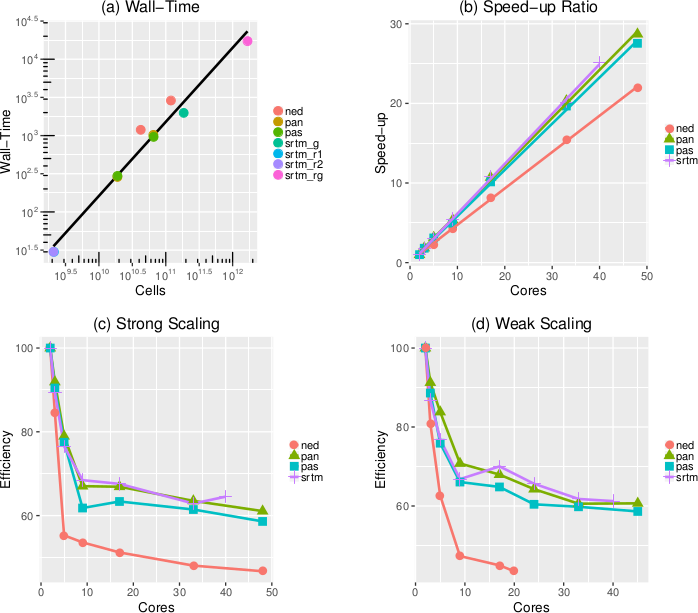 (a) Wall−Time
10^4.5
10^4
10^3.5
10^3
10^2.5
10^2
10^1.5
Wall−Time
10^9.5 10^10 10^10.5 10^11 10^11.5 10^12
Cells
ned
pan
pas
srtm_g
srtm_r1
srtm_r2
srtm_rg
(b) Speed−up Ratio
30
20
10
0
Speed−up
0 10 20 30 40 50
Cores
ned
pan
pas
srtm
(c) Strong Scaling
100
80
60
Efficiency
0 10 20 30 40 50
Cores
ned
pan
pas
srtm
(d) Weak Scaling
100
80
60
Efficiency
0 10 20 30 40
Cores
ned
pan
pas
srtm